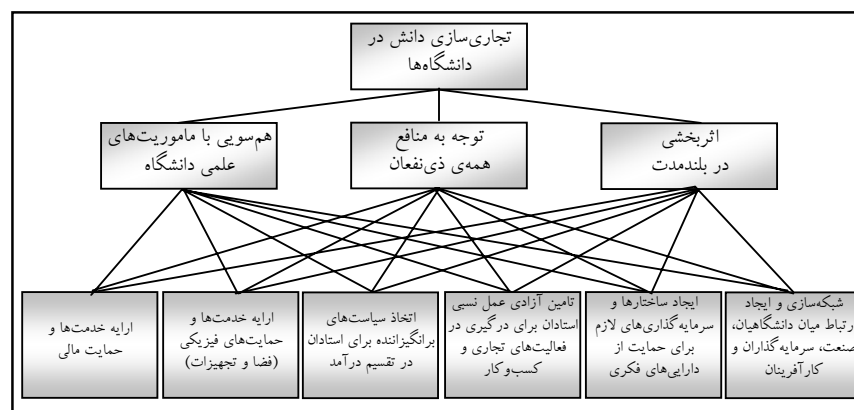 تجاری‌سازی دانش در
دانشگاه‌ها
اثربخشی
در بلندمدت
توجه به منافع
همه‌ی ذی‌نفعان
هم‌سویی با ماموریت‌های
علمی دانشگاه
شبکه‌سازی و ایجاد
ارتباط میان دانشگاهیان،
صنعت، سرمایه‌گذاران و
کارآفرینان
ایجاد ساختارها و
سرمایه‌گذاری‌های لازم
برای حمایت از
دارایی‌های فکری
تامین آزادی عمل نسبی
استادان برای درگیری در
فعالیت‌های تجاری و
کسب‌وکار
اتخاذ سیاست‌های
برانگیزاننده برای استادان
در تقسیم درآمد
ارایه خدمت‌ها و
حمایت‌های فیزیکی
(فضا و تجهیزات)
ارایه خدمت‌ها و
حمایت مالی